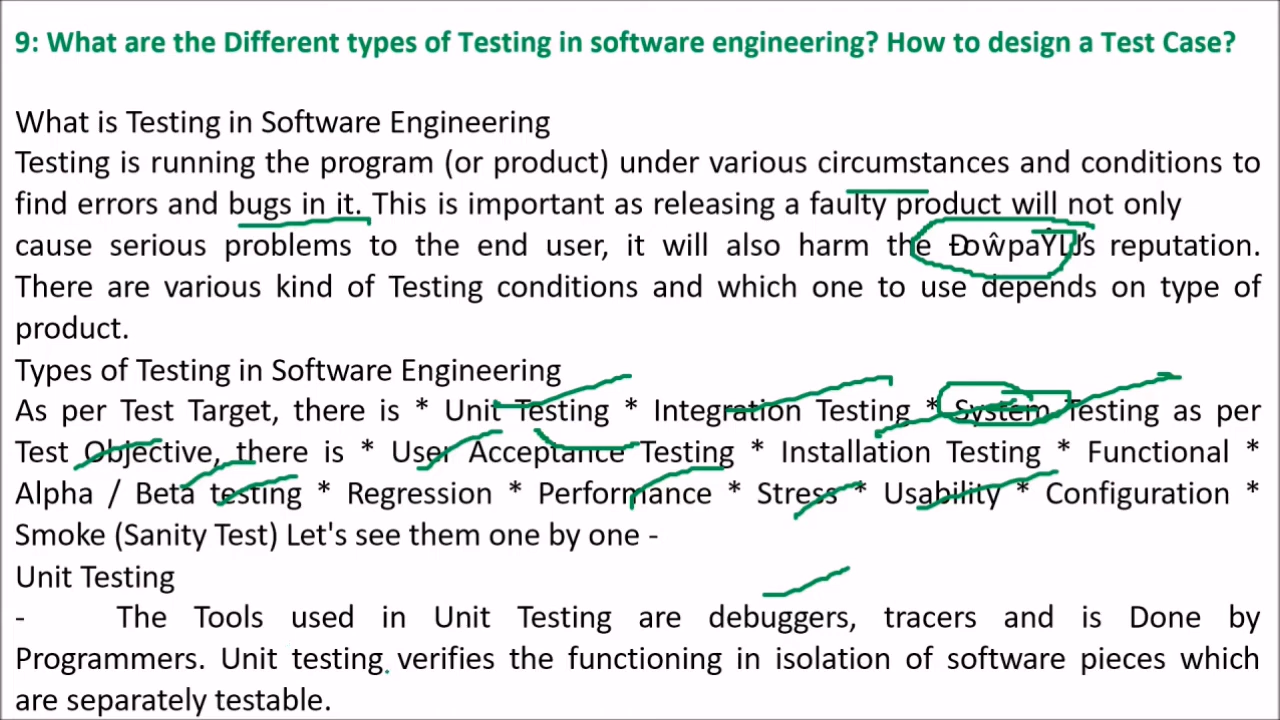 9: What are the Different types of Testing in software engineering? How to design a Test Case?
What is Testing in Software Engineering
Testing is running the program (or product) under various circumstances and conditions to
find errors and bugs in it. This is important as releasing a faulty product will not only
cause serious problems to the end user, it will also harm the ĐoŵpaŶLJ’s reputation.
There are various kind of Testing conditions and which one to use depends on type of
product.
Types of Testing in Software Engineering
As per Test Target, there is * Unit Testing * Integration Testing * System Testing as per
Test Objective, there is * User Acceptance Testing * Installation Testing * Functional *
Alpha / Beta testing * Regression * Performance * Stress * Usability * Configuration *
Smoke (Sanity Test) Let's see them one by one -
Unit Testing
- The Tools used in Unit Testing are debuggers, tracers and is Done by
Programmers. Unit testing verifies the functioning in isolation of software pieces which
are separately testable.